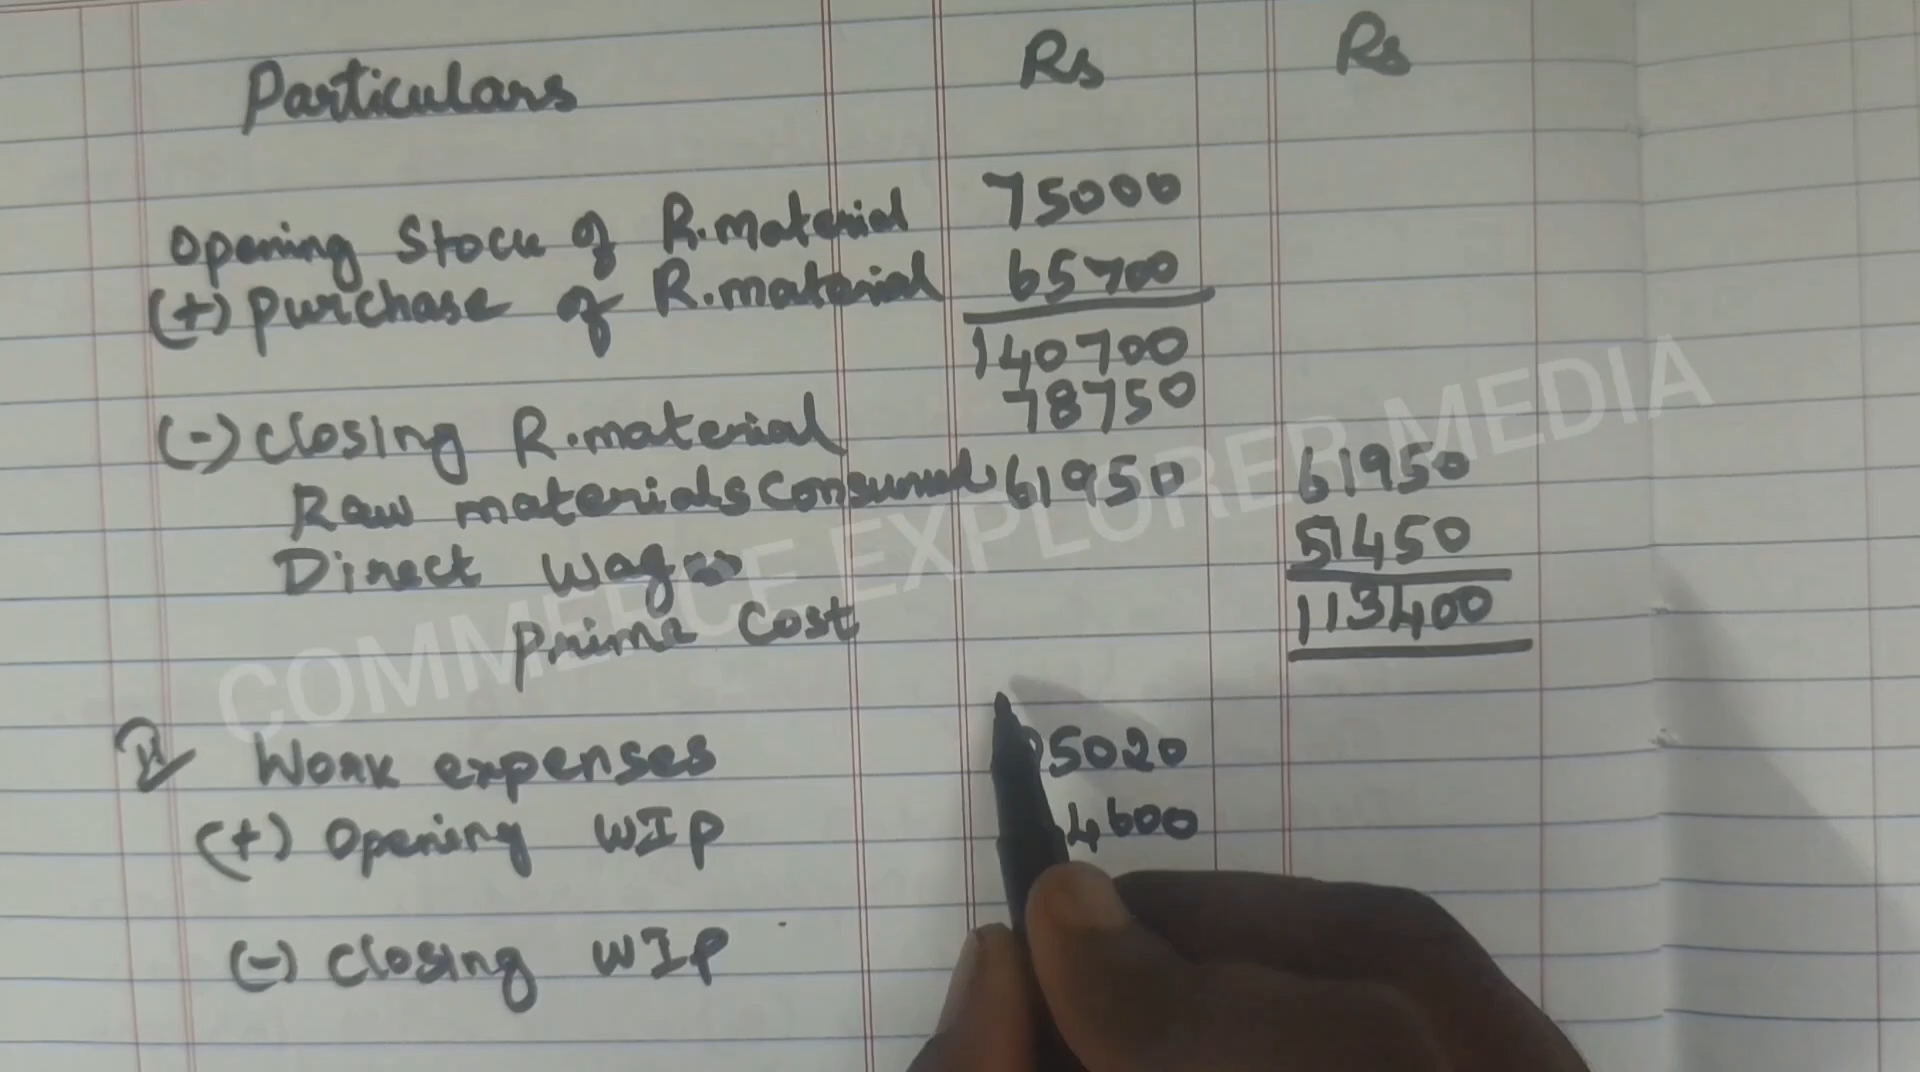 Particulars Rs Rs
Opening Stock of R.material 75000
(+) Purchase of R.material 65700
140700
(-) Closing R.material 78750
Raw materials Consumed 61950 61950
Direct Wages 51450
Prime Cost 113400
Work expenses 5020
(+) Opening WIP 4600
(-) Closing WIP
COMMERCE EXPLORER MEDIA